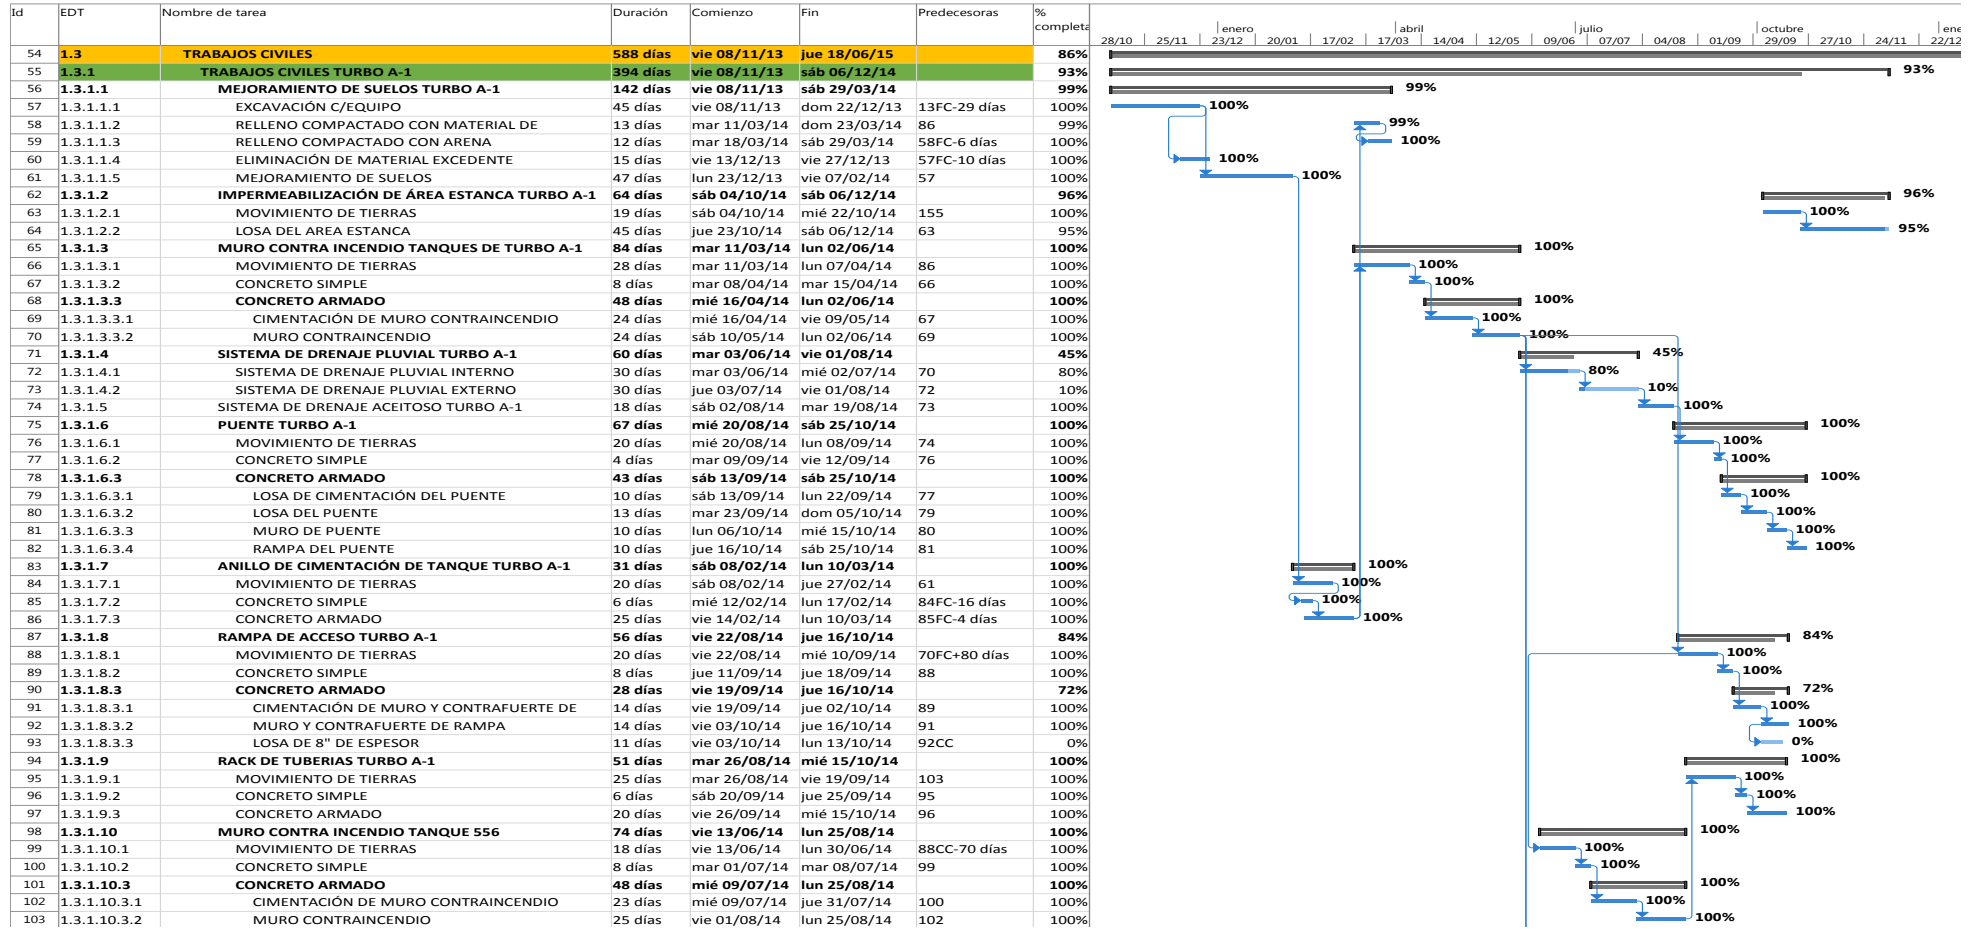 Id EDT Nombre de tarea Duración Comienzo Fin Predecesoras %
completa
enero abril julio octubre ene
28/10 25/11 23/12 20/01 17/02 17/03 14/04 12/05 09/06 07/07 04/08 01/09 29/09 27/10 24/11 22/12
54 1.3 TRABAJOS CIVILES 588 días vie 08/11/13 jue 18/06/15 86%
55 1.3.1 TRABAJOS CIVILES TURBO A-1 394 días vie 08/11/13 sáb 06/12/14 93% 93%
56 1.3.1.1 MEJORAMIENTO DE SUELOS TURBO A-1 142 días vie 08/11/13 sáb 29/03/14 99% 99%
57 1.3.1.1.1 EXCAVACIÓN C/EQUIPO 45 días vie 08/11/13 dom 22/12/13 13FC-29 días 100% 100%
58 1.3.1.1.2 RELLENO COMPACTADO CON MATERIAL DE 13 días mar 11/03/14 dom 23/03/14 86 99% 99%
59 1.3.1.1.3 RELLENO COMPACTADO CON ARENA 12 días mar 18/03/14 sáb 29/03/14 58FC-6 días 100% 100%
60 1.3.1.1.4 ELIMINACIÓN DE MATERIAL EXCEDENTE 15 días vie 13/12/13 vie 27/12/13 57FC-10 días 100% 100%
61 1.3.1.1.5 MEJORAMIENTO DE SUELOS 47 días lun 23/12/13 vie 07/02/14 57 100% 100%
62 1.3.1.2 IMPERMEABILIZACIÓN DE ÁREA ESTANCA TURBO A-1 64 días sáb 04/10/14 sáb 06/12/14 96% 96%
63 1.3.1.2.1 MOVIMIENTO DE TIERRAS 19 días sáb 04/10/14 mié 22/10/14 155 100% 100%
64 1.3.1.2.2 LOSA DEL AREA ESTANCA 45 días jue 23/10/14 sáb 06/12/14 63 95% 95%
65 1.3.1.3 MURO CONTRA INCENDIO TANQUES DE TURBO A-1 84 días mar 11/03/14 lun 02/06/14 100% 100%
66 1.3.1.3.1 MOVIMIENTO DE TIERRAS 28 días mar 11/03/14 lun 07/04/14 86 100% 100%
67 1.3.1.3.2 CONCRETO SIMPLE 8 días mar 08/04/14 mar 15/04/14 66 100% 100%
68 1.3.1.3.3 CONCRETO ARMADO 48 días mié 16/04/14 lun 02/06/14 100% 100%
69 1.3.1.3.3.1 CIMENTACIÓN DE MURO CONTRAINCENDIO 24 días mié 16/04/14 vie 09/05/14 67 100% 100%
70 1.3.1.3.3.2 MURO CONTRAINCENDIO 24 días sáb 10/05/14 lun 02/06/14 69 100% 100%
71 1.3.1.4 SISTEMA DE DRENAJE PLUVIAL TURBO A-1 60 días mar 03/06/14 vie 01/08/14 45% 45%
72 1.3.1.4.1 SISTEMA DE DRENAJE PLUVIAL INTERNO 30 días mar 03/06/14 mié 02/07/14 70 80% 80%
73 1.3.1.4.2 SISTEMA DE DRENAJE PLUVIAL EXTERNO 30 días jue 03/07/14 vie 01/08/14 72 10% 10%
74 1.3.1.5 SISTEMA DE DRENAJE ACEITOSO TURBO A-1 18 días sáb 02/08/14 mar 19/08/14 73 100% 100%
75 1.3.1.6 PUENTE TURBO A-1 67 días mié 20/08/14 sáb 25/10/14 100% 100%
76 1.3.1.6.1 MOVIMIENTO DE TIERRAS 20 días mié 20/08/14 lun 08/09/14 74 100% 100%
77 1.3.1.6.2 CONCRETO SIMPLE 4 días mar 09/09/14 vie 12/09/14 76 100% 100%
78 1.3.1.6.3 CONCRETO ARMADO 43 días sáb 13/09/14 sáb 25/10/14 100% 100%
79 1.3.1.6.3.1 LOSA DE CIMENTACIÓN DEL PUENTE 10 días sáb 13/09/14 lun 22/09/14 77 100% 100%
80 1.3.1.6.3.2 LOSA DEL PUENTE 13 días mar 23/09/14 dom 05/10/14 79 100% 100%
81 1.3.1.6.3.3 MURO DE PUENTE 10 días lun 06/10/14 mié 15/10/14 80 100% 100%
82 1.3.1.6.3.4 RAMPA DEL PUENTE 10 días jue 16/10/14 sáb 25/10/14 81 100% 100%
83 1.3.1.7 ANILLO DE CIMENTACIÓN DE TANQUE TURBO A-1 31 días sáb 08/02/14 lun 10/03/14 100% 100%
84 1.3.1.7.1 MOVIMIENTO DE TIERRAS 20 días sáb 08/02/14 jue 27/02/14 61 100% 100%
85 1.3.1.7.2 CONCRETO SIMPLE 6 días mié 12/02/14 lun 17/02/14 84FC-16 días 100% 100%
86 1.3.1.7.3 CONCRETO ARMADO 25 días vie 14/02/14 lun 10/03/14 85FC-4 días 100% 100%
87 1.3.1.8 RAMPA DE ACCESO TURBO A-1 56 días vie 22/08/14 jue 16/10/14 84% 84%
88 1.3.1.8.1 MOVIMIENTO DE TIERRAS 20 días vie 22/08/14 mié 10/09/14 70FC+80 días 100% 100%
89 1.3.1.8.2 CONCRETO SIMPLE 8 días jue 11/09/14 jue 18/09/14 88 100% 100%
90 1.3.1.8.3 CONCRETO ARMADO 28 días vie 19/09/14 jue 16/10/14 72% 72%
91 1.3.1.8.3.1 CIMENTACIÓN DE MURO Y CONTRAFUERTE DE 14 días vie 19/09/14 jue 02/10/14 89 100% 100%
92 1.3.1.8.3.2 MURO Y CONTRAFUERTE DE RAMPA 14 días vie 03/10/14 jue 16/10/14 91 100% 100%
93 1.3.1.8.3.3 LOSA DE 8" DE ESPESOR 11 días vie 03/10/14 lun 13/10/14 92CC 0% 0%
94 1.3.1.9 RACK DE TUBERIAS TURBO A-1 51 días mar 26/08/14 mié 15/10/14 100% 100%
95 1.3.1.9.1 MOVIMIENTO DE TIERRAS 25 días mar 26/08/14 vie 19/09/14 103 100% 100%
96 1.3.1.9.2 CONCRETO SIMPLE 6 días sáb 20/09/14 jue 25/09/14 95 100% 100%
97 1.3.1.9.3 CONCRETO ARMADO 20 días vie 26/09/14 mié 15/10/14 96 100% 100%
98 1.3.1.10 MURO CONTRA INCENDIO TANQUE 556 74 días vie 13/06/14 lun 25/08/14 100% 100%
99 1.3.1.10.1 MOVIMIENTO DE TIERRAS 18 días vie 13/06/14 lun 30/06/14 88CC-70 días 100% 100%
100 1.3.1.10.2 CONCRETO SIMPLE 8 días mar 01/07/14 mar 08/07/14 99 100% 100%
101 1.3.1.10.3 CONCRETO ARMADO 48 días mié 09/07/14 lun 25/08/14 100% 100%
102 1.3.1.10.3.1 CIMENTACIÓN DE MURO CONTRAINCENDIO 23 días mié 09/07/14 jue 31/07/14 100 100% 100%
103 1.3.1.10.3.2 MURO CONTRAINCENDIO 25 días vie 01/08/14 lun 25/08/14 102 100% 100%